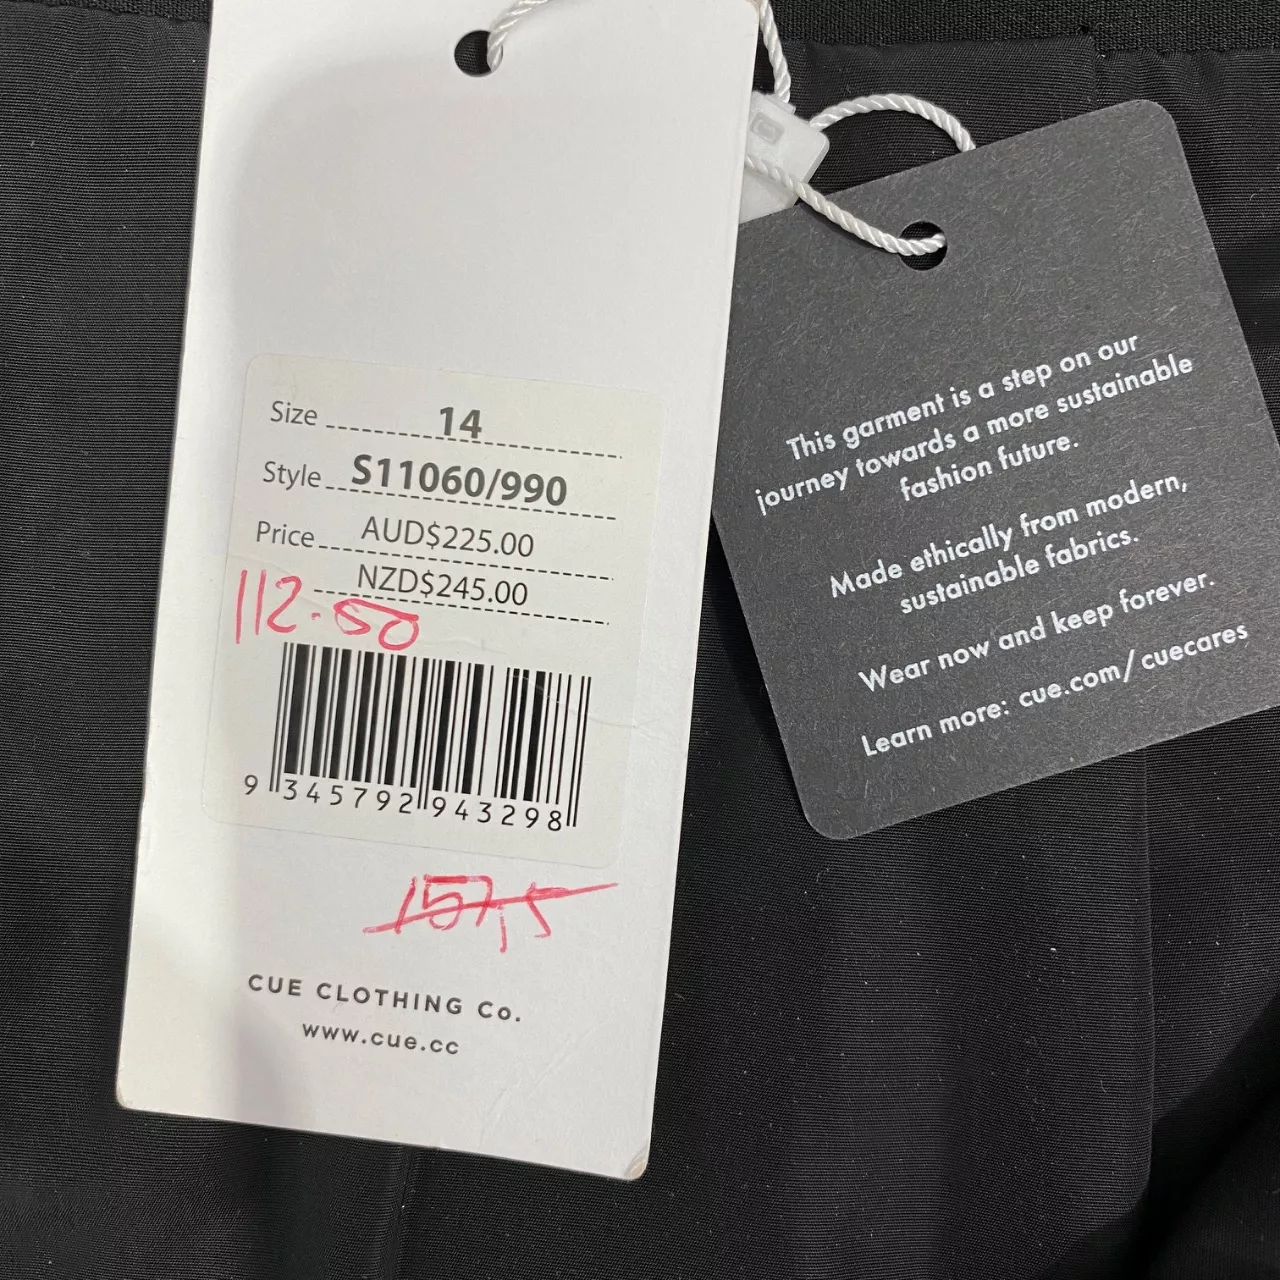 Size 14
Style S11060/990
Price AUD$225.00
NZD$245.00
112.50
9 345792 943298
157,5
CUE CLOTHING Co.
www.cue.cc
This garment is a step on our
journey towards a more sustainable
fashion future.
Made ethically from modern,
sustainable fabrics.
Wear now and keep forever.
Learn more: cue.com/cuecares